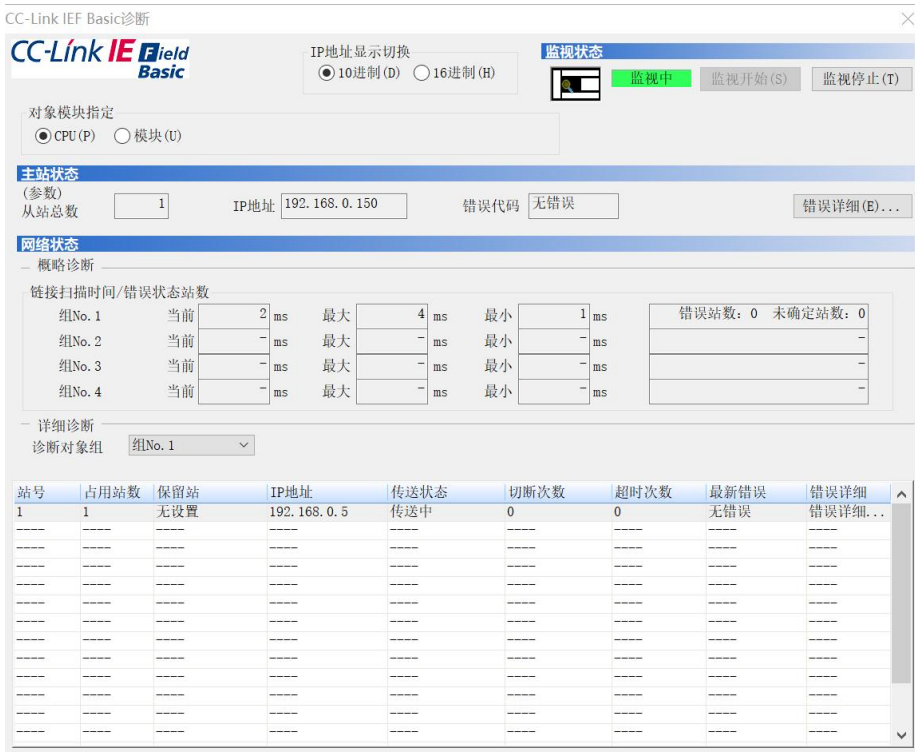 CC-Link IEF Basic诊断
CC-Link IE Field Basic
IP地址显示切换
10进制(D) 16进制(H)
监视状态
监视中 监视开始(S) 监视停止(T)
对象模块指定
CPU(P) 模块(U)
主站状态
(参数)
从站总数 1 IP地址 192.168.0.150 错误代码 无错误 错误详细(E)...
网络状态
概略诊断
链接扫描时间/错误状态站数
组No.1 当前 2 ms 最大 4 ms 最小 1 ms 错误站数: 0 未确定站数: 0
组No.2 当前 - ms 最大 - ms 最小 - ms -
组No.3 当前 - ms 最大 - ms 最小 - ms -
组No.4 当前 - ms 最大 - ms 最小 - ms -
详细诊断
诊断对象组 组No.1
站号 占用站数 保留站 IP地址 传送状态 切断次数 超时次数 最新错误 错误详细
1 1 无设置 192.168.0.5 传送中 0 0 无错误 错误详细...
---- ---- ---- ---- ---- ---- ---- ---- ----
---- ---- ---- ---- ---- ---- ---- ---- ----
---- ---- ---- ---- ---- ---- ---- ---- ----
---- ---- ---- ---- ---- ---- ---- ---- ----
---- ---- ---- ---- ---- ---- ---- ---- ----
---- ---- ---- ---- ---- ---- ---- ---- ----
---- ---- ---- ---- ---- ---- ---- ---- ----
---- ---- ---- ---- ---- ---- ---- ---- ----
---- ---- ---- ---- ---- ---- ---- ---- ----
---- ---- ---- ---- ---- ---- ---- ---- ----
---- ---- ---- ---- ---- ---- ---- ---- ----
---- ---- ---- ---- ---- ---- ---- ---- ----